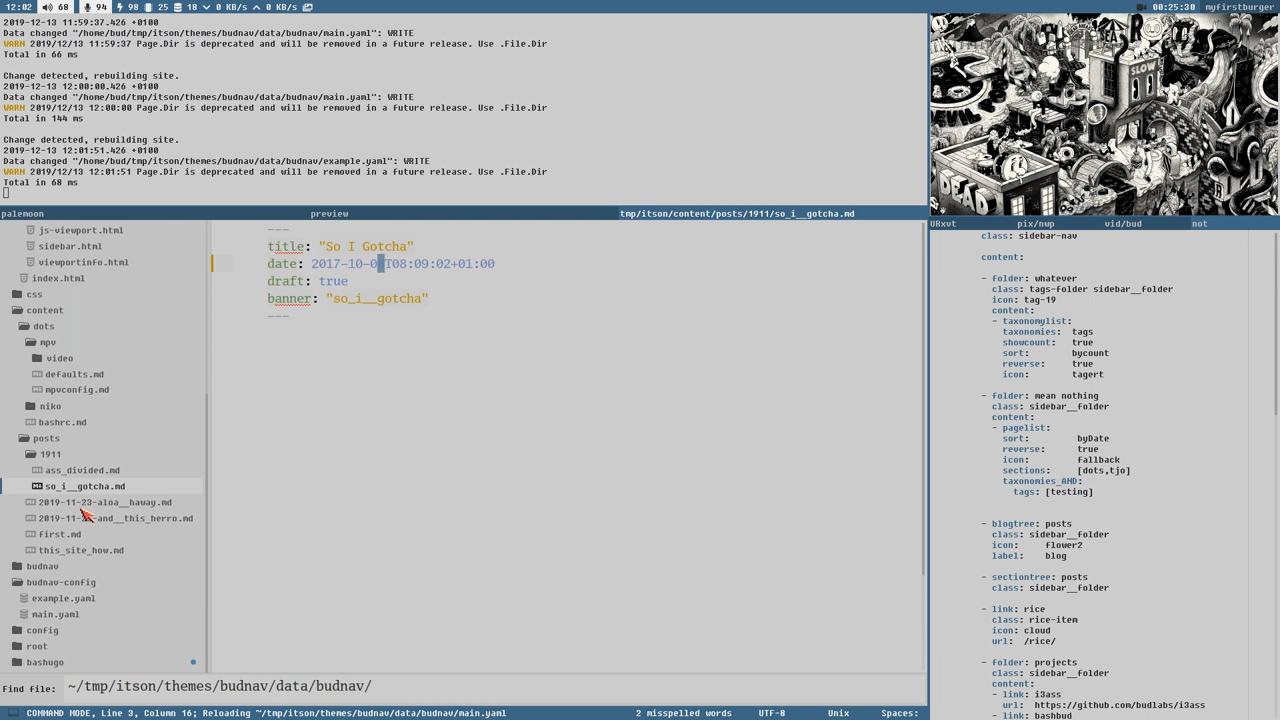 12:02 68 94 98 25 18 0 KB/s 0 KB/s 00:25:30 myfirstburger
2019-12-13 11:59:37.426 +0100
Data changed "/home/bud/tmp/itson/themes/budnav/data/budnav/main.yaml": WRITE
WARN 2019/12/13 11:59:37 Page.Dir is deprecated and will be removed in a future release. Use .File.Dir
Total in 66 ms
Change detected, rebuilding site.
2019-12-13 12:00:00.426 +0100
Data changed "/home/bud/tmp/itson/themes/budnav/data/budnav/main.yaml": WRITE
WARN 2019/12/13 12:00:00 Page.Dir is deprecated and will be removed in a future release. Use .File.Dir
Total in 144 ms
Change detected, rebuilding site.
2019-12-13 12:01:51.426 +0100
Data changed "/home/bud/tmp/itson/themes/budnav/data/budnav/example.yaml": WRITE
WARN 2019/12/13 12:01:51 Page.Dir is deprecated and will be removed in a future release. Use .File.Dir
Total in 68 ms
SLOW
DEAD
palemoon preview tmp/itson/content/posts/1911/so_i__gotcha.md
js-viewport.html
sidebar.html
viewportinfo.html
index.html
css
content
dots
mpv
video
defaults.md
mpvconfig.md
niko
bashrc.md
posts
1911
ass_divided.md
so_i__gotcha.md
2019-11-23-aloa__haway.md
and__this_herro.md
first.md
this_site_how.md
budnav
budnav-config
example.yaml
main.yaml
config
root
bashugo
---
title: "So I Gotcha"
date: 2017-10-0 T08:09:02+01:00
draft: true
banner: "so_i__gotcha"
---
Find file: ~/tmp/itson/themes/budnav/data/budnav/
COMMAND MODE, Line 3, Column 16; Reloading ~/tmp/itson/themes/budnav/data/budnav/main.yaml 2 misspelled words UTF-8 Unix Spaces:
URxvt pix/nwp vid/bud not
class: sidebar-nav
content:
- folder: whatever
class: tags-folder sidebar__folder
icon: tag-19
content:
- taxonomylist:
taxonomies: tags
showcount: true
sort: bycount
reverse: true
icon: tagert
- folder: mean nothing
class: sidebar__folder
content:
- pagelist:
sort: byDate
reverse: true
icon: fallback
sections: [dots,tjo]
taxonomies_AND:
tags: [testing]
- blogtree: posts
class: sidebar__folder
icon: flower2
label: blog
- sectiontree: posts
class: sidebar__folder
- link: rice
class: rice-item
icon: cloud
url: /rice/
- folder: projects
class: sidebar__folder
content:
- link: i3ass
url: https://github.com/budlabs/i3ass
- link: bashbud